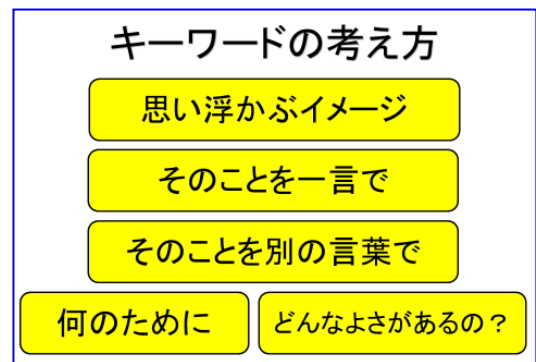 キーワードの考え方
思い浮かぶイメージ
そのことを一言で
そのことを別の言葉で
何のために
どんなよさがあるの？